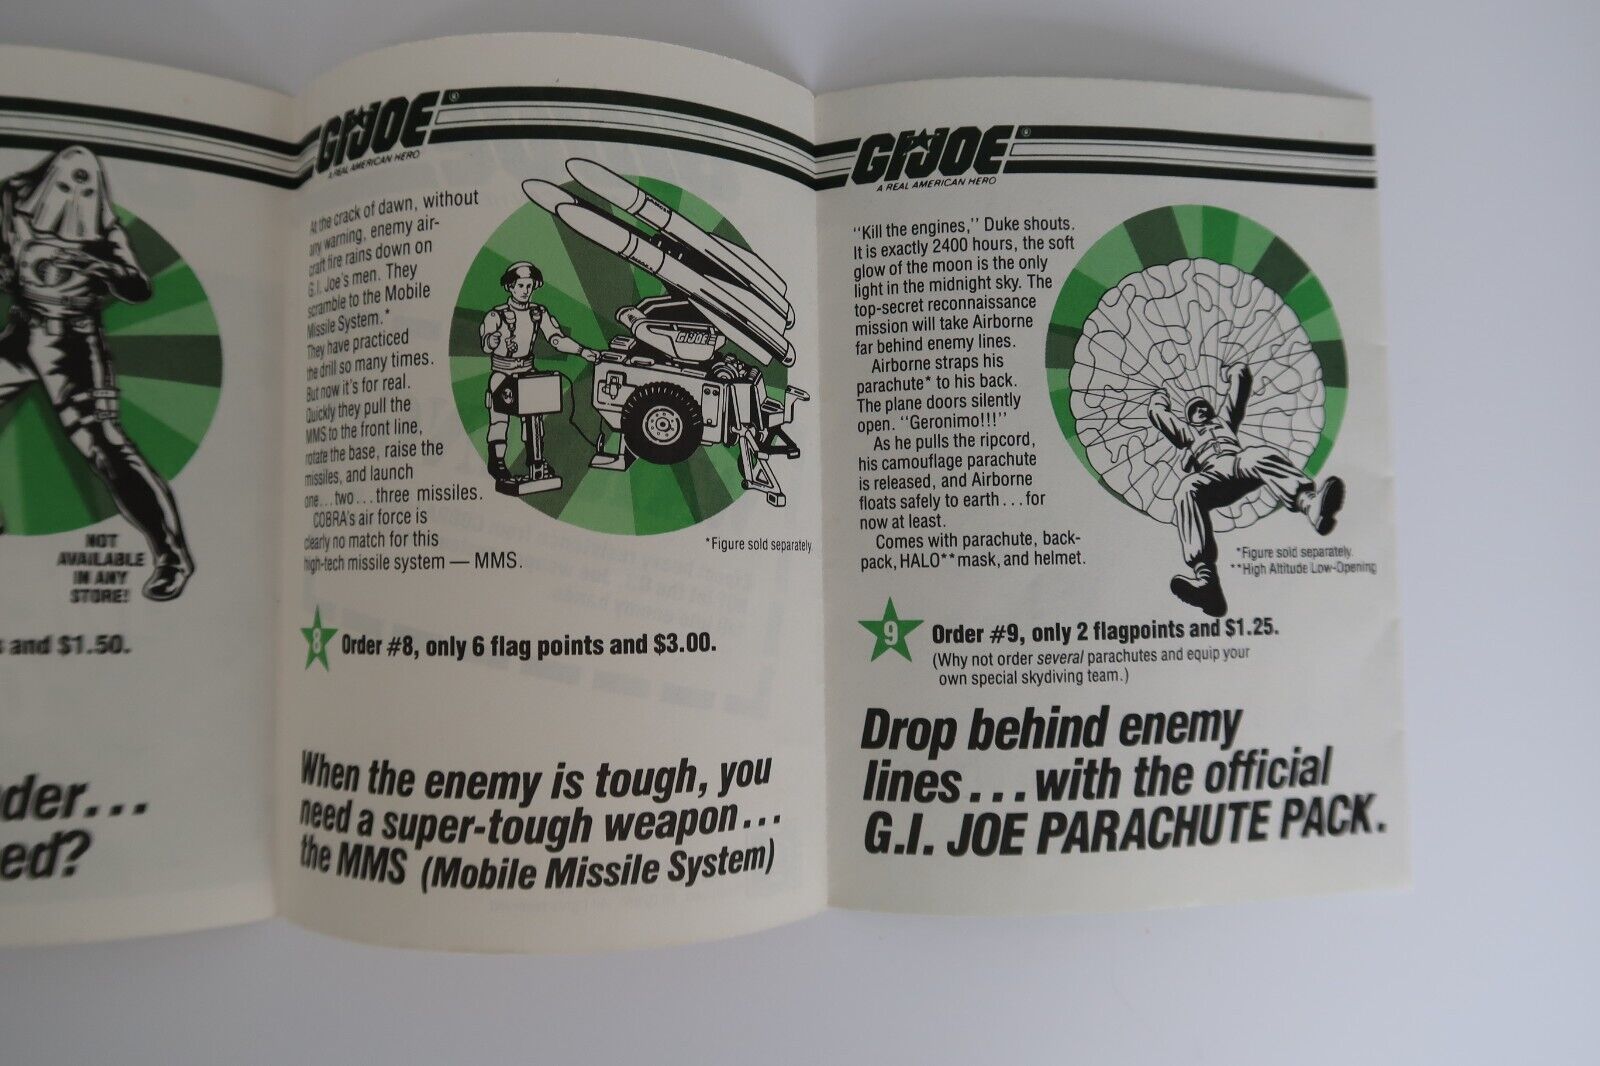 NOT
AVAILABLE
IN ANY
STORE!
and $1.50.
der...
ed?
G.I. JOE®
A REAL AMERICAN HERO
At the crack of dawn, without
any warning, enemy air-
craft fire rains down on
G.I. Joe's men. They
scramble to the Mobile
Missile System.*
They have practiced
the drill so many times.
But now it's for real.
Quickly they pull the
MMS to the front line,
rotate the base, raise the
missiles, and launch
one...two...three missiles.
COBRA's air force is
clearly no match for this
high-tech missile system — MMS.
G.I. JOE
*Figure sold separately.
8 Order #8, only 6 flag points and $3.00.
When the enemy is tough, you
need a super-tough weapon...
the MMS (Mobile Missile System)
G.I. JOE®
A REAL AMERICAN HERO
"Kill the engines," Duke shouts.
It is exactly 2400 hours, the soft
glow of the moon is the only
light in the midnight sky. The
top-secret reconnaissance
mission will take Airborne
far behind enemy lines.
Airborne straps his
parachute* to his back.
The plane doors silently
open. "Geronimo!!!"
As he pulls the ripcord,
his camouflage parachute
is released, and Airborne
floats safely to earth...for
now at least.
Comes with parachute, back-
pack, HALO** mask, and helmet.
*Figure sold separately.
**High Altitude Low-Opening
9 Order #9, only 2 flagpoints and $1.25.
(Why not order several parachutes and equip your
own special skydiving team.)
Drop behind enemy
lines...with the official
G.I. JOE PARACHUTE PACK.